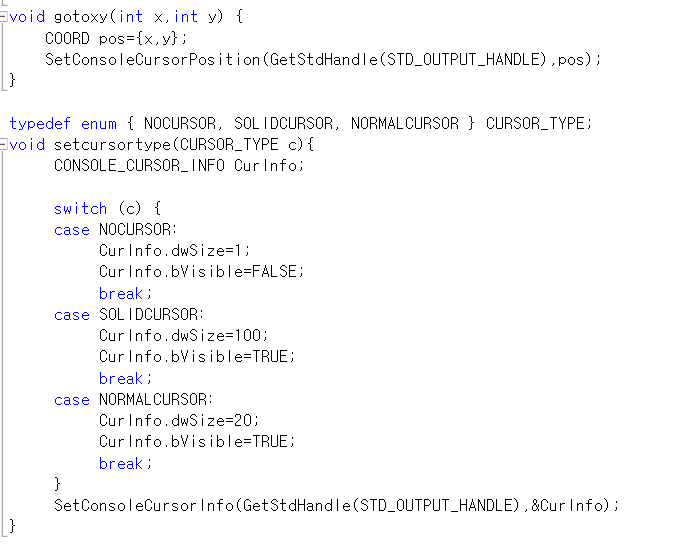 void gotoxy(int x,int y) {
    COORD pos={x,y};
    SetConsoleCursorPosition(GetStdHandle(STD_OUTPUT_HANDLE),pos);
}

typedef enum { NOCURSOR, SOLIDCURSOR, NORMALCURSOR } CURSOR_TYPE;
void setcursortype(CURSOR_TYPE c){
     CONSOLE_CURSOR_INFO CurInfo;

     switch (c) {
     case NOCURSOR:
          CurInfo.dwSize=1;
          CurInfo.bVisible=FALSE;
          break;
     case SOLIDCURSOR:
          CurInfo.dwSize=100;
          CurInfo.bVisible=TRUE;
          break;
     case NORMALCURSOR:
          CurInfo.dwSize=20;
          CurInfo.bVisible=TRUE;
          break;
     }
     SetConsoleCursorInfo(GetStdHandle(STD_OUTPUT_HANDLE),&CurInfo);
}